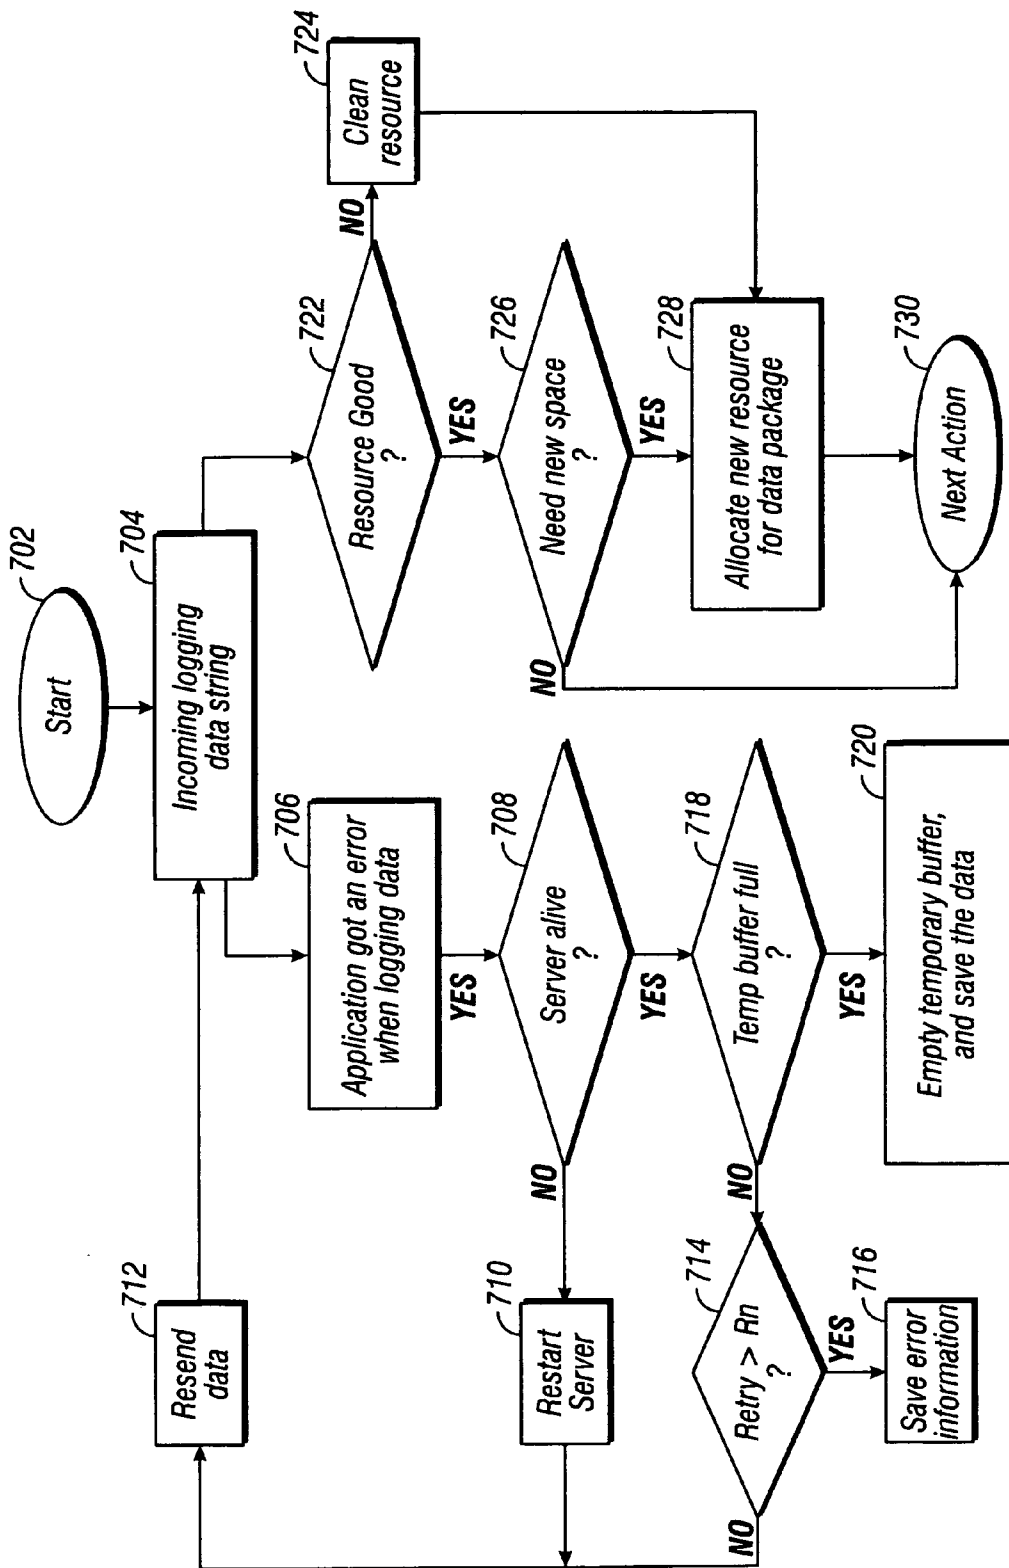 702
Start
704
Incoming logging
data string
712
Resend
data
706
Application got an error
when logging data
YES
708
Server alive
?
NO
YES
710
Restart
Server
718
Temp buffer full
?
NO
YES
714
Retry > Rn
?
NO
YES
716
Save error
information
720
Empty temporary buffer,
and save the data
722
Resource Good
?
NO
YES
724
Clean
resource
726
Need new space
?
NO
YES
728
Allocate new resource
for data package
730
Next Action